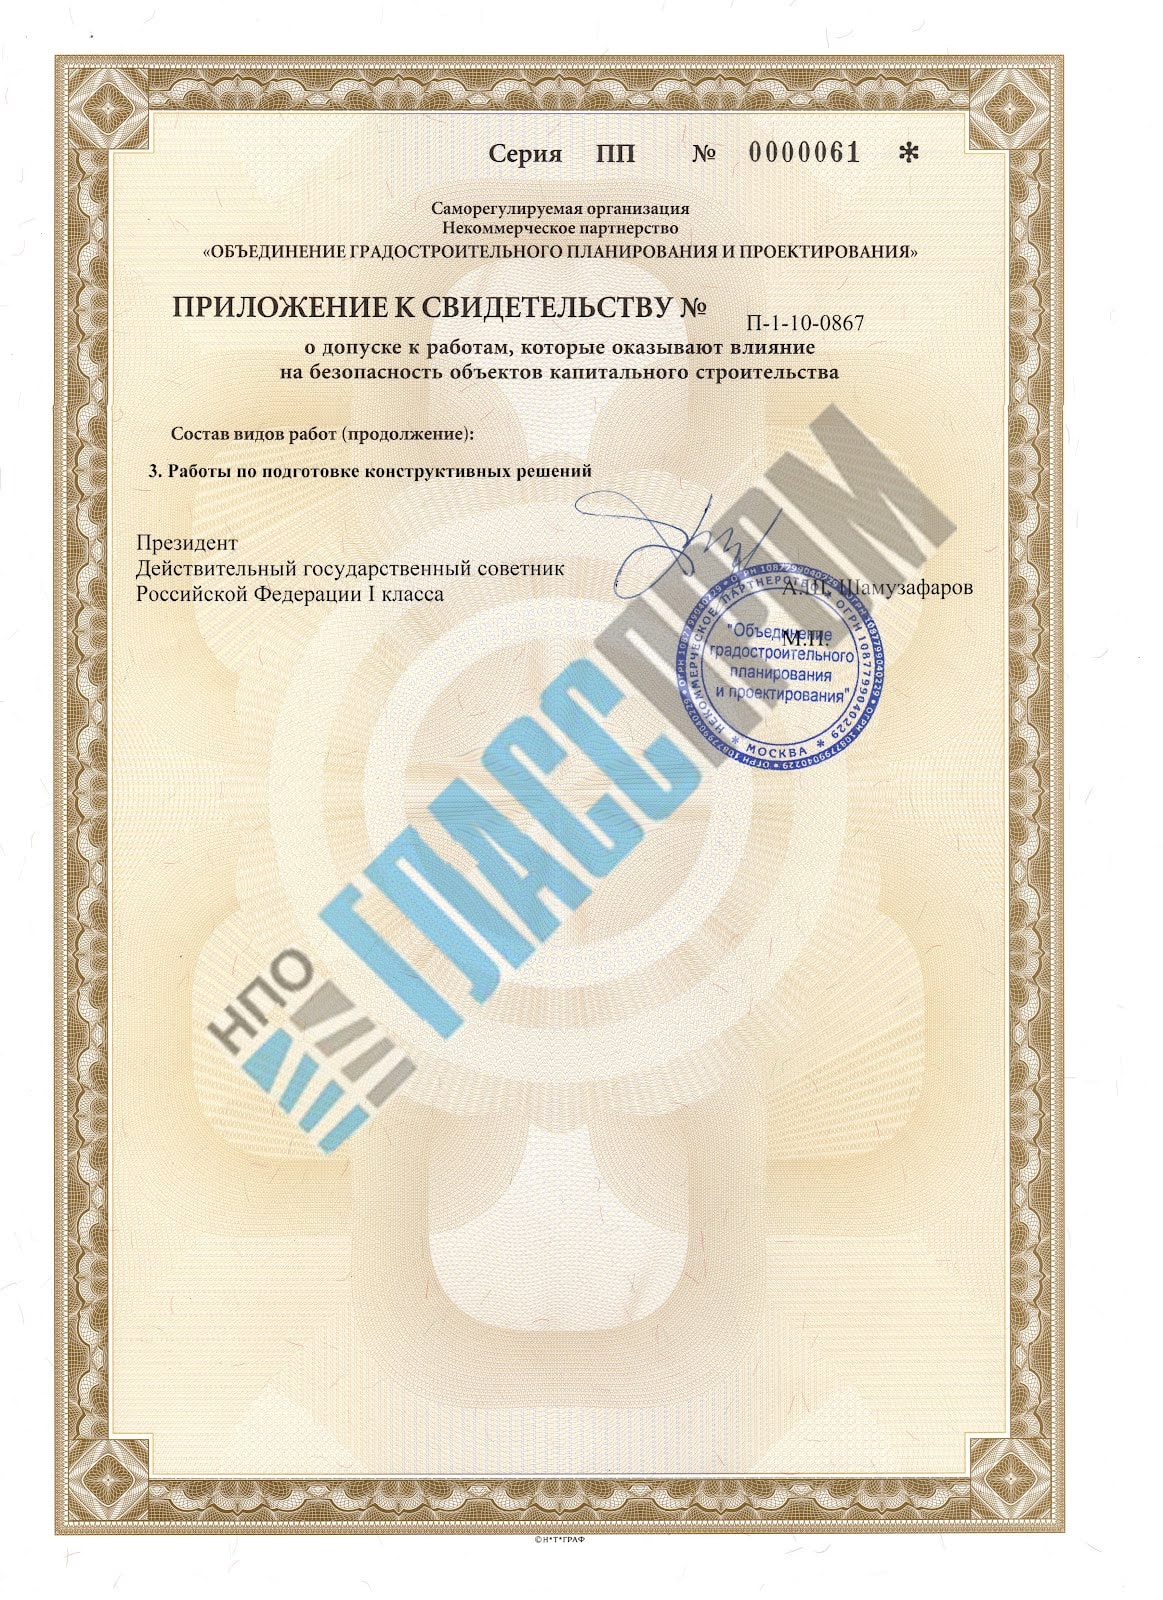 Серия ПП № 0000061 *
Саморегулируемая организация
Некоммерческое партнерство
«ОБЪЕДИНЕНИЕ ГРАДОСТРОИТЕЛЬНОГО ПЛАНИРОВАНИЯ И ПРОЕКТИРОВАНИЯ»
ПРИЛОЖЕНИЕ К СВИДЕТЕЛЬСТВУ № П-1-10-0867
о допуске к работам, которые оказывают влияние
на безопасность объектов капитального строительства
Состав видов работ (продолжение):
3. Работы по подготовке конструктивных решений
Президент
Действительный государственный советник
Российской Федерации I класса
А.Ш. Шамузафаров
М.П.
НЕКОММЕРЧЕСКОЕ ПАРТНЕРСТВО * ОГРН 1087799040229 * МОСКВА *
"Объединение
градостроительного
планирования
и проектирования"
НПО
ГЛАССПРОМ
©Н*Т*ГРАФ